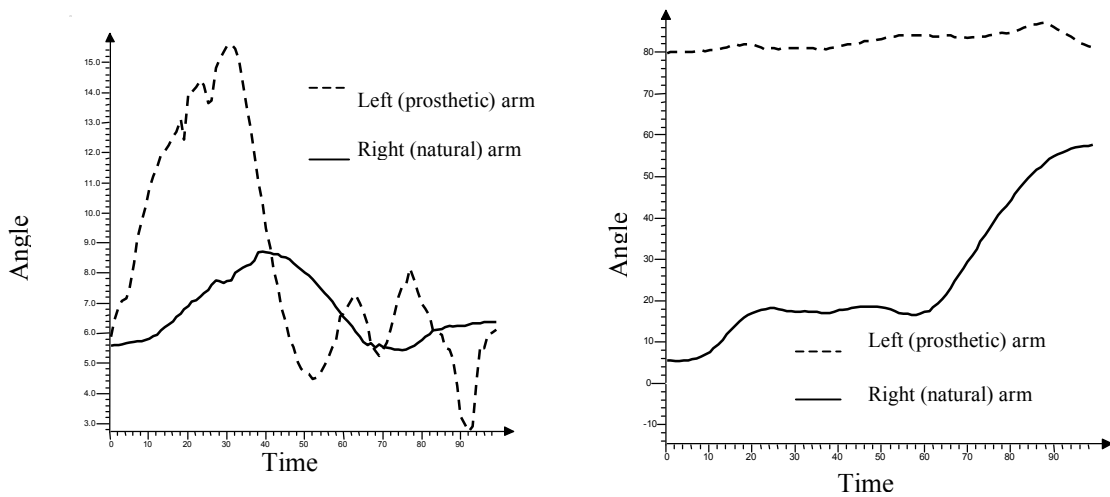 15.0
14.0
13.0
12.0
11.0
10.0
9.0
8.0
7.0
6.0
5.0
4.0
3.0
0 10 20 30 40 50 60 70 80 90
Angle
Time
Left (prosthetic) arm
Right (natural) arm
80
70
60
50
40
30
20
10
0
-10
0 10 20 30 40 50 60 70 80 90
Angle
Time
Left (prosthetic) arm
Right (natural) arm